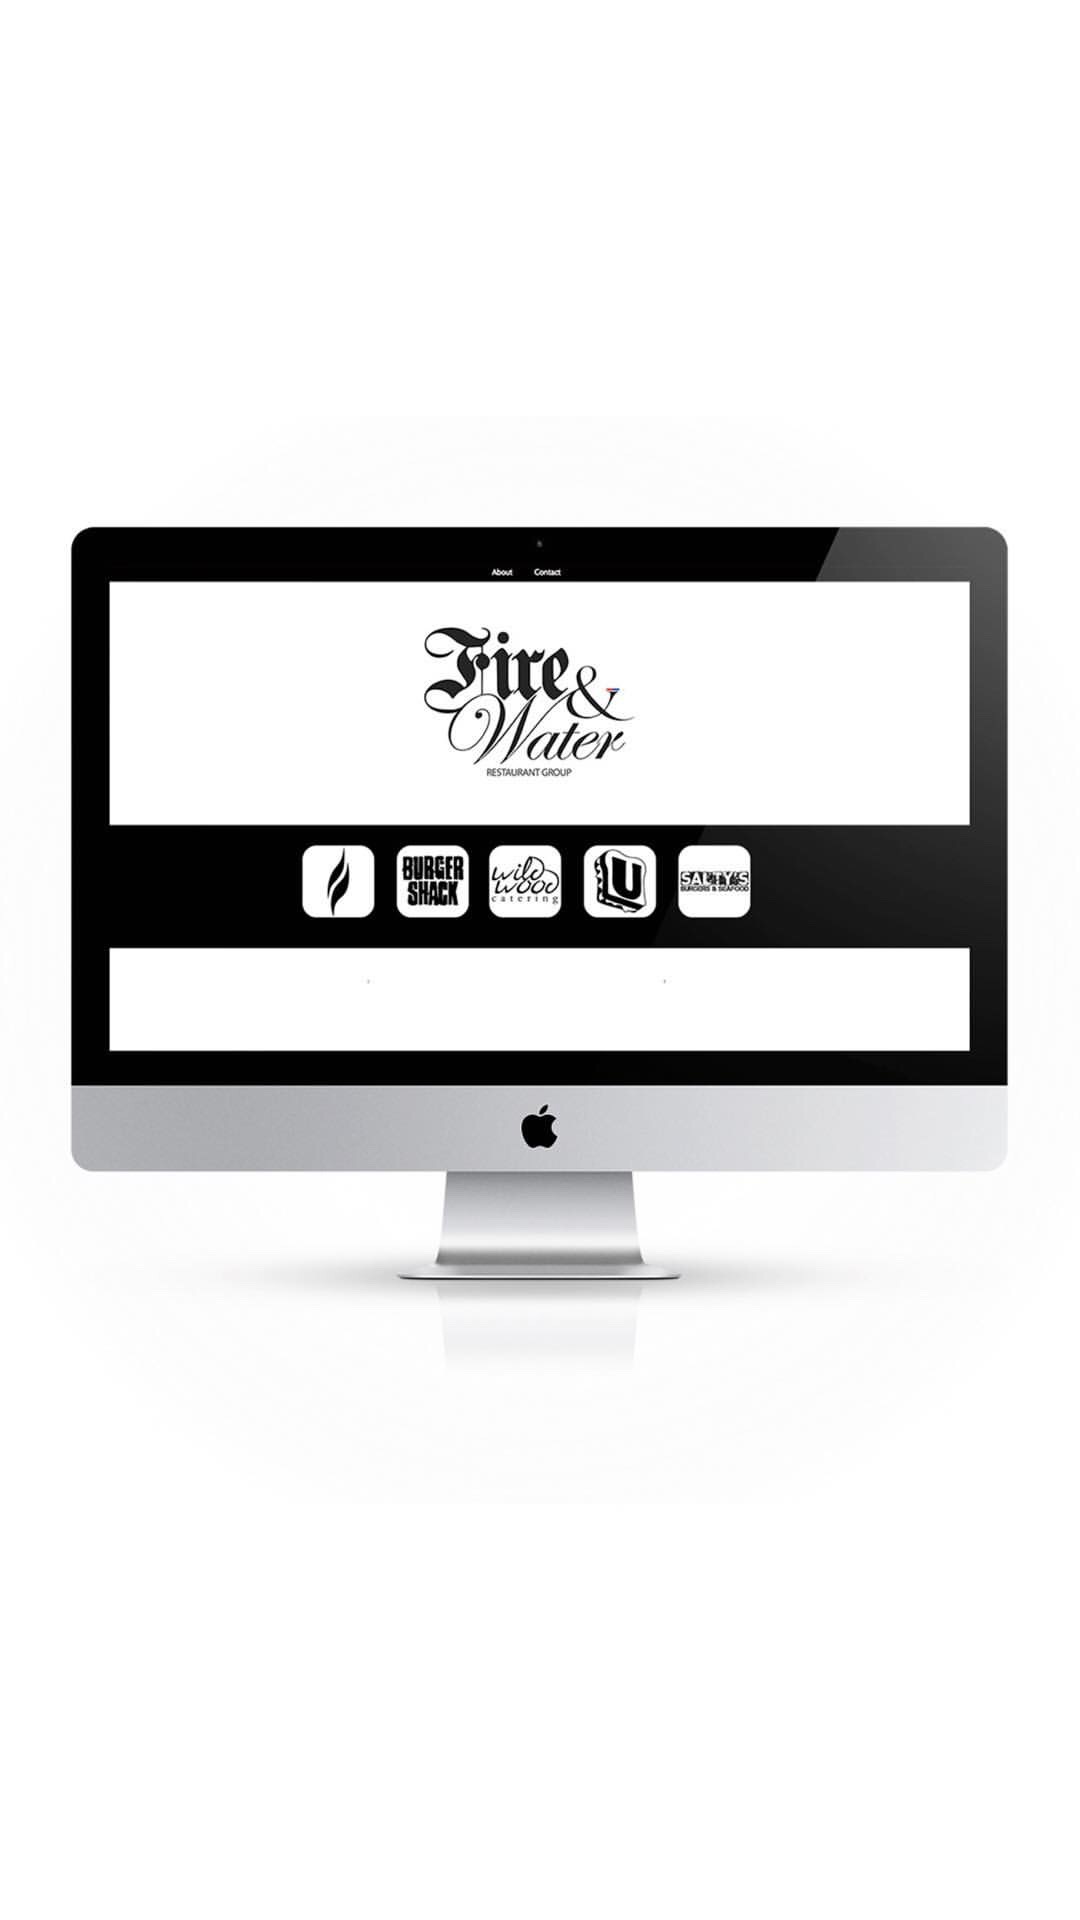 About Contact
Fire &
Water
RESTAURANT GROUP
BURGER
SHACK
wild
wood
catering
U
SALTY'S
BURGERS & SEAFOOD